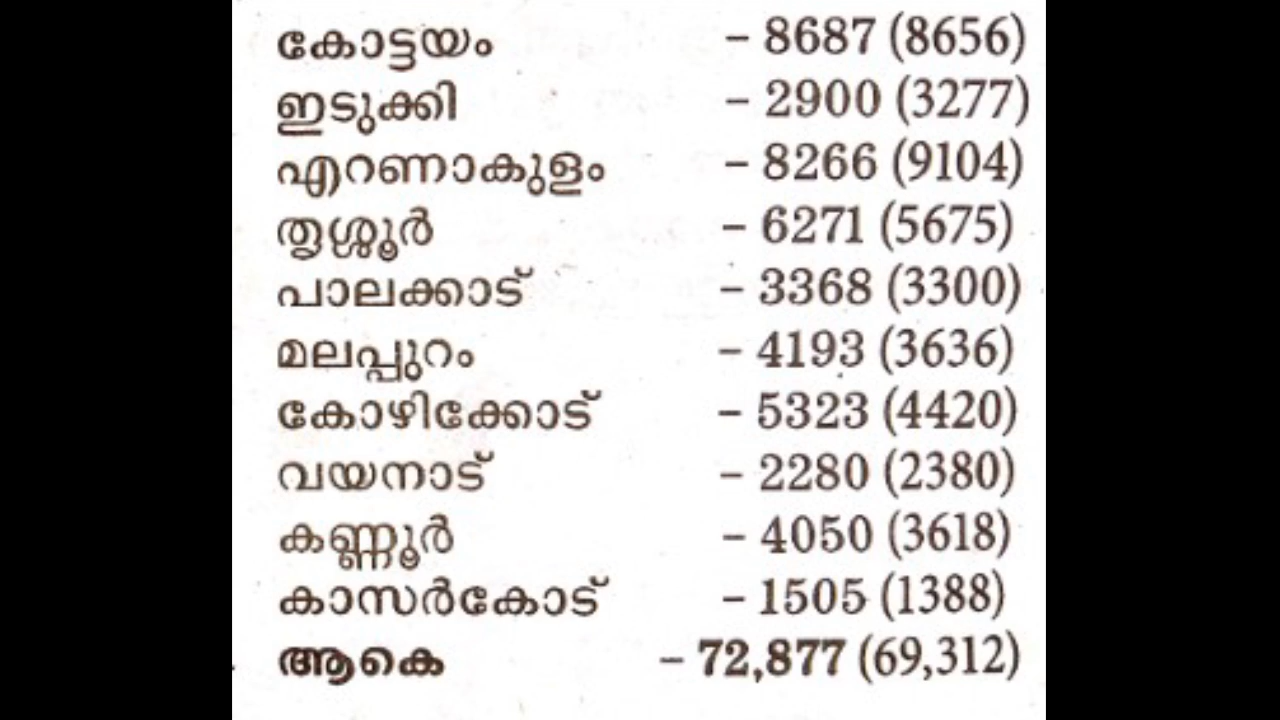 കോട്ടയം – 8687 (8656)
ഇടുക്കി – 2900 (3277)
എറണാകുളം – 8266 (9104)
തൃശ്ശൂർ – 6271 (5675)
പാലക്കാട് – 3368 (3300)
മലപ്പുറം – 4193 (3636)
കോഴിക്കോട് – 5323 (4420)
വയനാട് – 2280 (2380)
കണ്ണൂർ – 4050 (3618)
കാസർകോട് – 1505 (1388)
ആകെ – 72,877 (69,312)